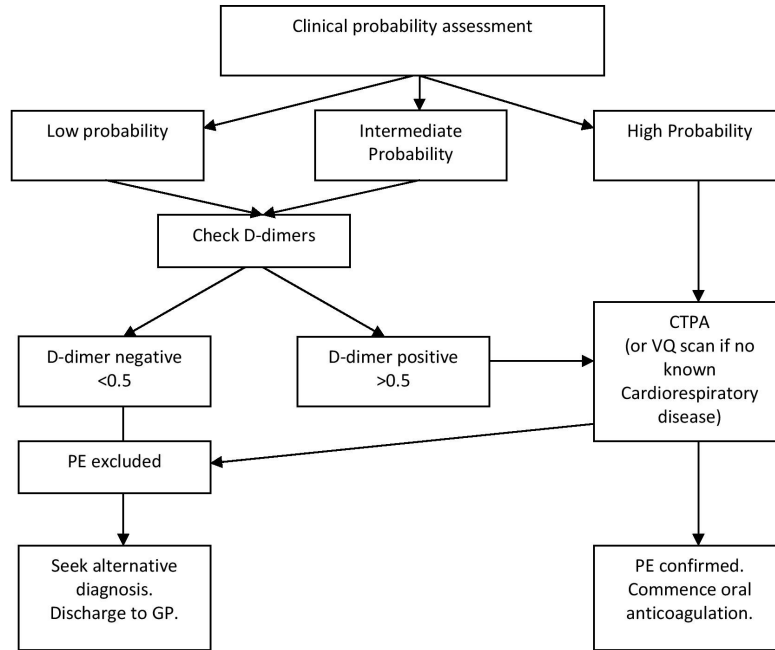 Clinical probability assessment
Low probability
Intermediate
Probability
High Probability
Check D-dimers
D-dimer negative
<0.5
D-dimer positive
>0.5
CTPA
(or VQ scan if no
known
Cardiorespiratory
disease)
PE excluded
Seek alternative
diagnosis.
Discharge to GP.
PE confirmed.
Commence oral
anticoagulation.